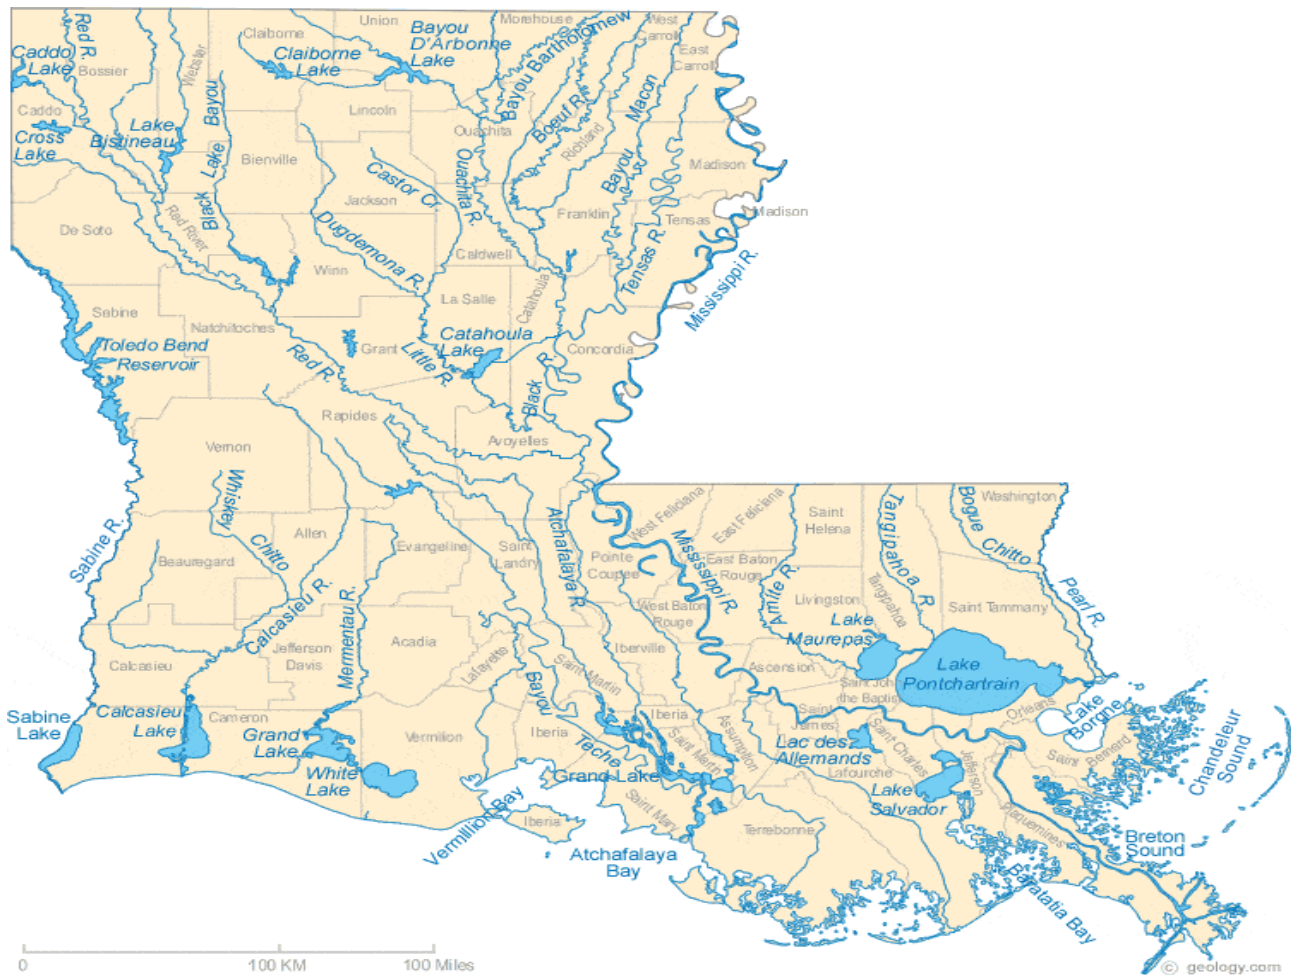 Union
Morehouse
West
Carroll
East
Carroll
Claiborne
Bayou
D'Arbonne
Lake
Bayou Bartholomew
Claiborne
Lake
Red R.
Caddo
Lake
Bossier
Webster
Caddo
Cross
Lake
Lake
Bistineau
Black Lake Bayou
Lincoln
Ouachita
Boeuf R.
Richland
Bayou Macon
Madison
Bienville
Castor Cr
Jackson
Ouachita R.
Dugdemona R.
Franklin
Tensas
Madison
De Soto
Red River
Winn
Caldwell
Tensas R.
Mississippi R.
La Salle
Catahoula
Sabine
Natchitoches
Toledo Bend
Reservoir
Red R.
Grant
Little R.
Catahoula
Lake
Concordia
Black R.
Rapides
Avoyelles
Vernon
Whiskey Chitto
Sabine R.
Beauregard
Allen
Evangeline
Saint
Landry
Atchafalaya R.
Pointe
Coupee
West Feliciana
East Feliciana
Saint
Helena
Tangipahoa R.
Bogue Chitto
Washington
Mississippi R.
East Baton
Rouge
Amite R.
Livingston
Tangipahoa
Saint Tammany
Pearl R.
West Baton
Rouge
Calcasieu R.
Mermentau R.
Acadia
Lafayette
Jefferson
Davis
Calcasieu
Saint Martin
Iberville
Lake
Maurepas
Lake
Pontchartrain
Ascension
Saint John
the Baptist
Orleans
Lake
Borgne
Saint Bernerd
Chandeleur
Sound
Sabine
Lake
Calcasieu
Lake
Cameron
Grand
Lake
White
Lake
Vermilion
Bayou Teche
Iberia
Iberia
Saint Martin
Assumption
Saint
James
Saint Charles
Lac des
Allemands
Lafourche
Jefferson
Lake
Salvador
Grand Lake
Saint Mary
Vermillion Bay
Iberia
Atchafalaya
Bay
Terrebonne
Plaquemines
Breton
Sound
Baratatia Bay
0
100 KM
100 Miles
© geology.com